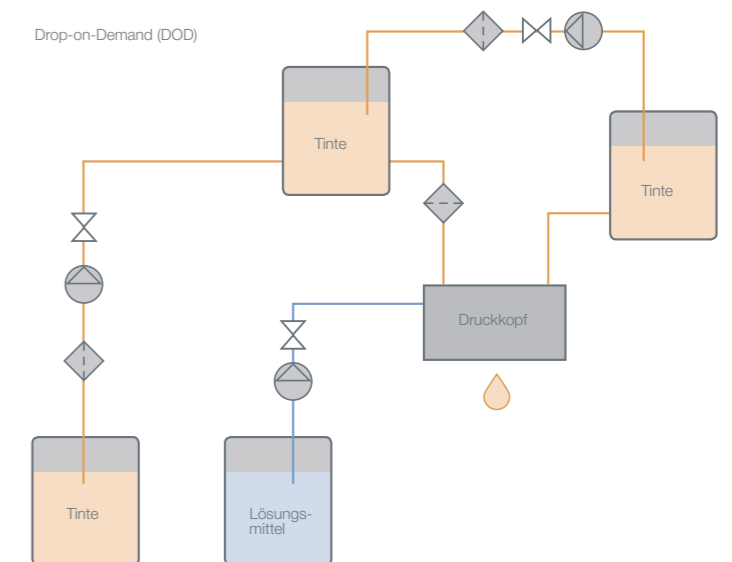 Drop-on-Demand (DOD)
Tinte
Tinte
Druckkopf
Tinte
Lösungs-
mittel